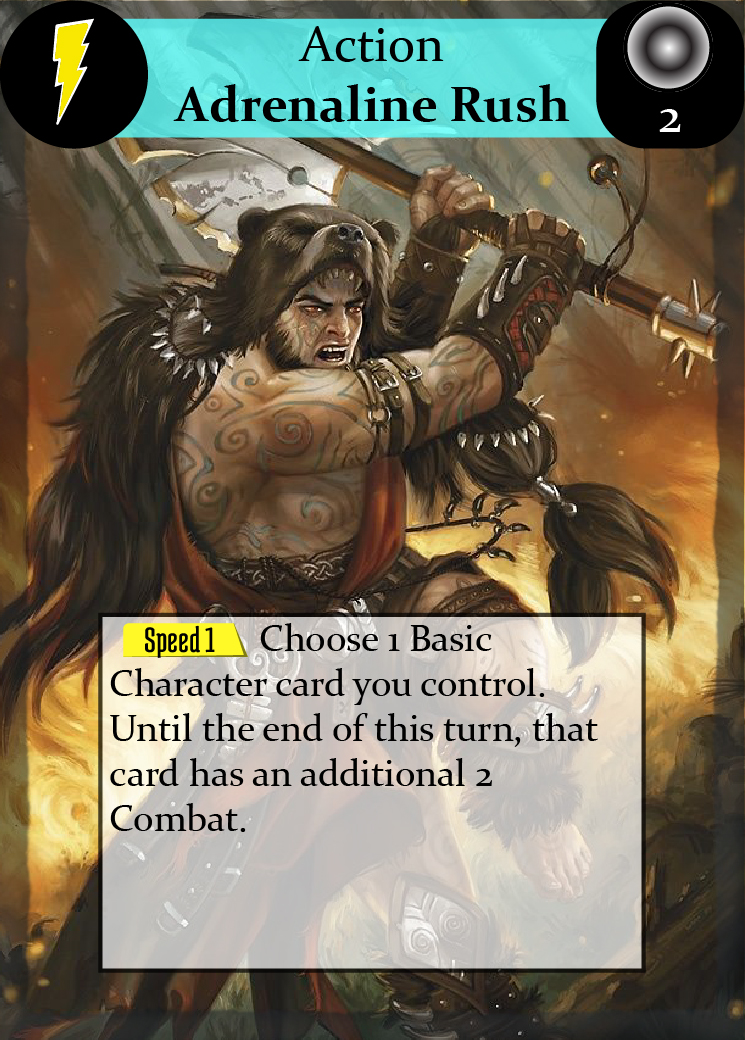 Action
Adrenaline Rush
2
Speed 1 Choose 1 Basic
Character card you control.
Until the end of this turn, that
card has an additional 2
Combat.